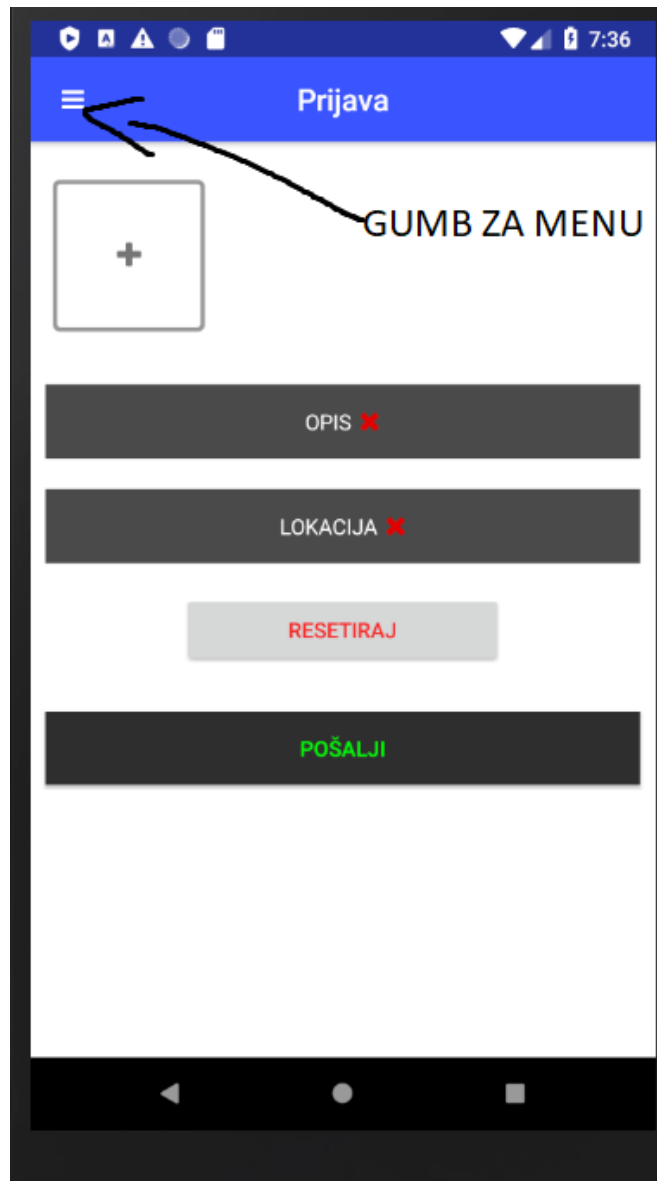 7:36
Prijava
GUMB ZA MENU
OPIS
LOKACIJA
RESETIRAJ
POŠALJI